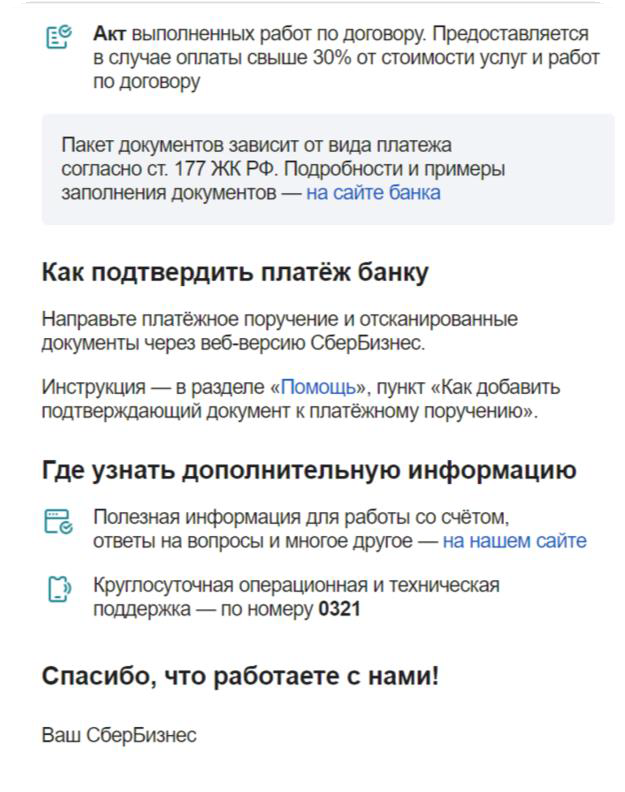 Акт выполненных работ по договору. Предоставляется
в случае оплаты свыше 30% от стоимости услуг и работ
по договору
Пакет документов зависит от вида платежа
согласно ст. 177 ЖК РФ. Подробности и примеры
заполнения документов — на сайте банка
Как подтвердить платёж банку
Направьте платёжное поручение и отсканированные
документы через веб-версию СберБизнес.
Инструкция — в разделе «Помощь», пункт «Как добавить
подтверждающий документ к платёжному поручению».
Где узнать дополнительную информацию
Полезная информация для работы со счётом,
ответы на вопросы и многое другое — на нашем сайте
Круглосуточная операционная и техническая
поддержка — по номеру 0321
Спасибо, что работаете с нами!
Ваш СберБизнес